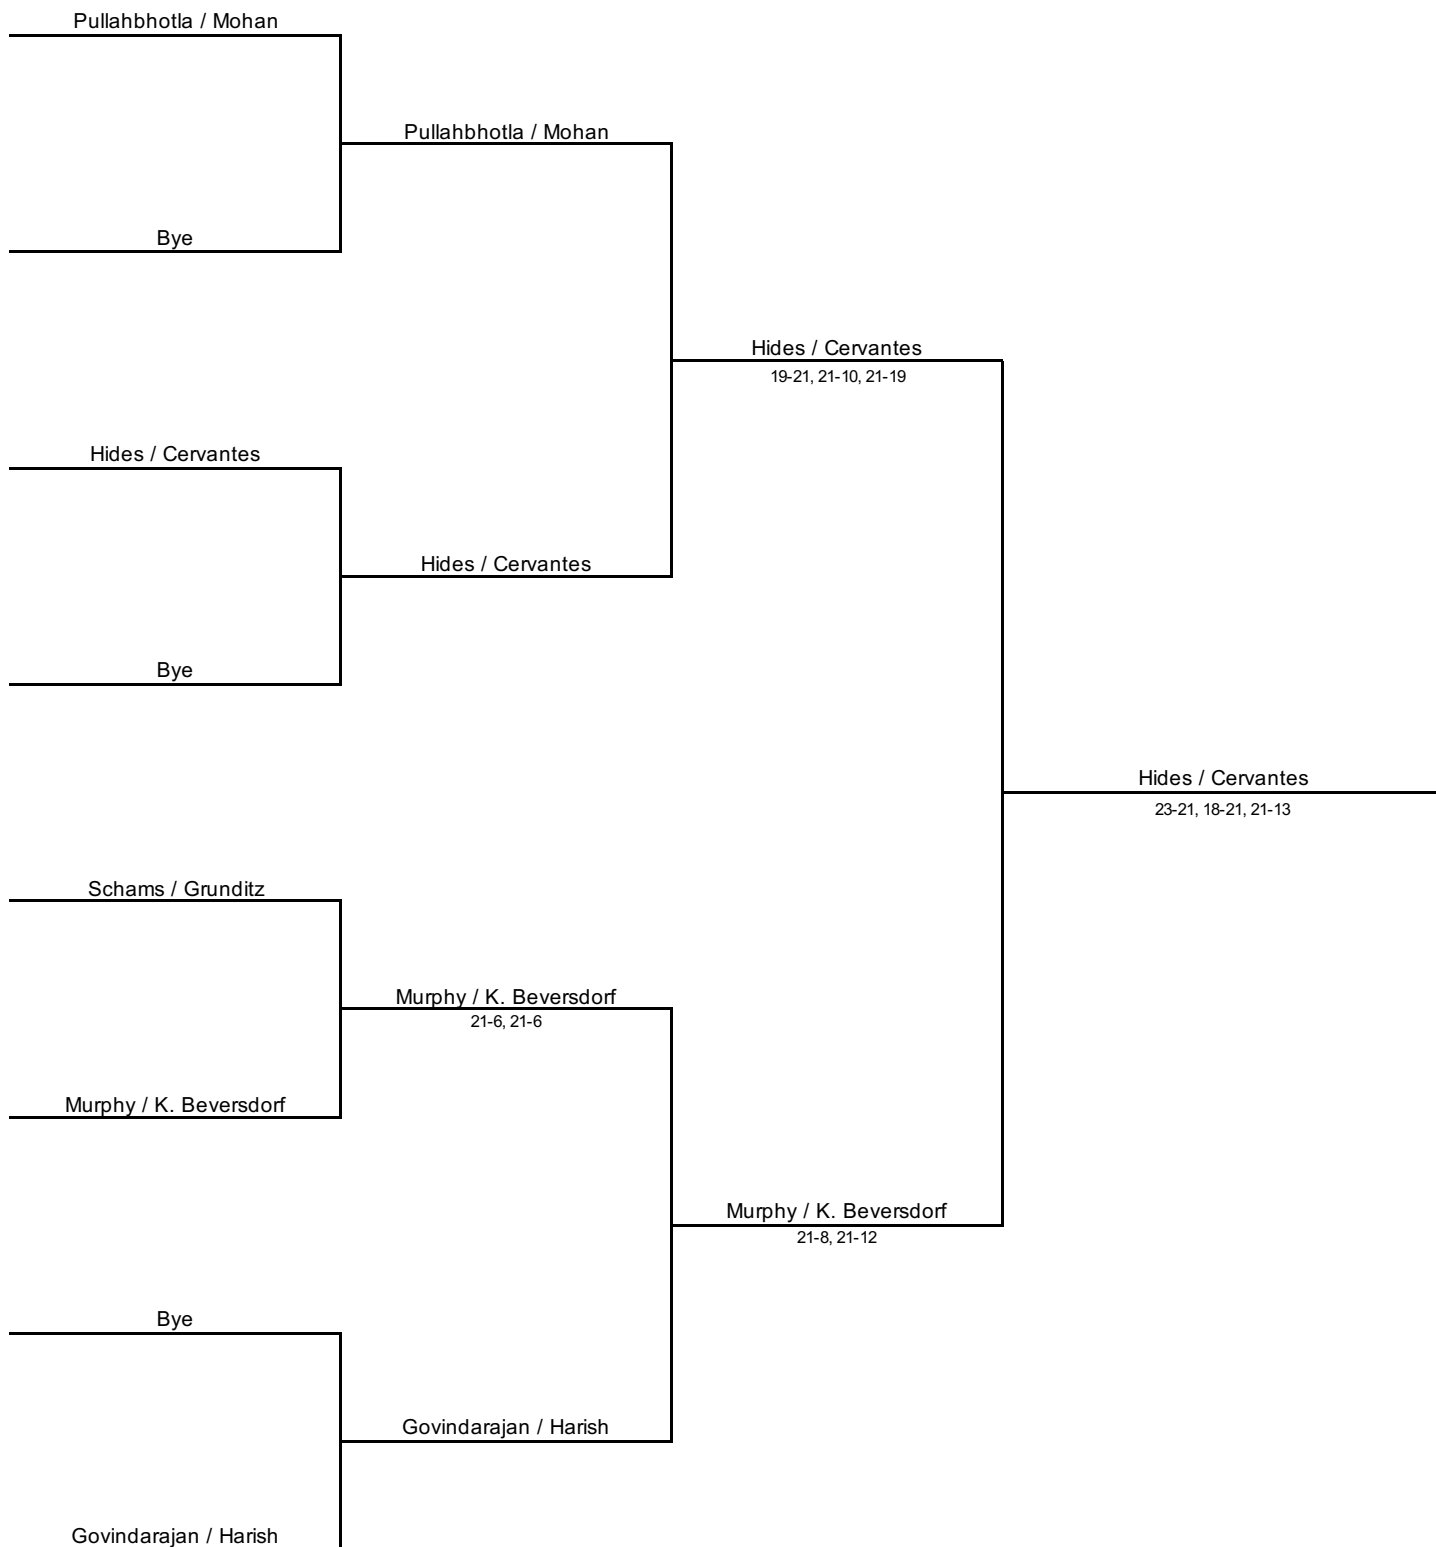 Pullahbhotla / Mohan
Pullahbhotla / Mohan
Bye
Hides / Cervantes
19-21, 21-10, 21-19
Hides / Cervantes
Hides / Cervantes
Bye
Hides / Cervantes
23-21, 18-21, 21-13
Schams / Grunditz
Murphy / K. Beversdorf
21-6, 21-6
Murphy / K. Beversdorf
Murphy / K. Beversdorf
21-8, 21-12
Bye
Govindarajan / Harish
Govindarajan / Harish